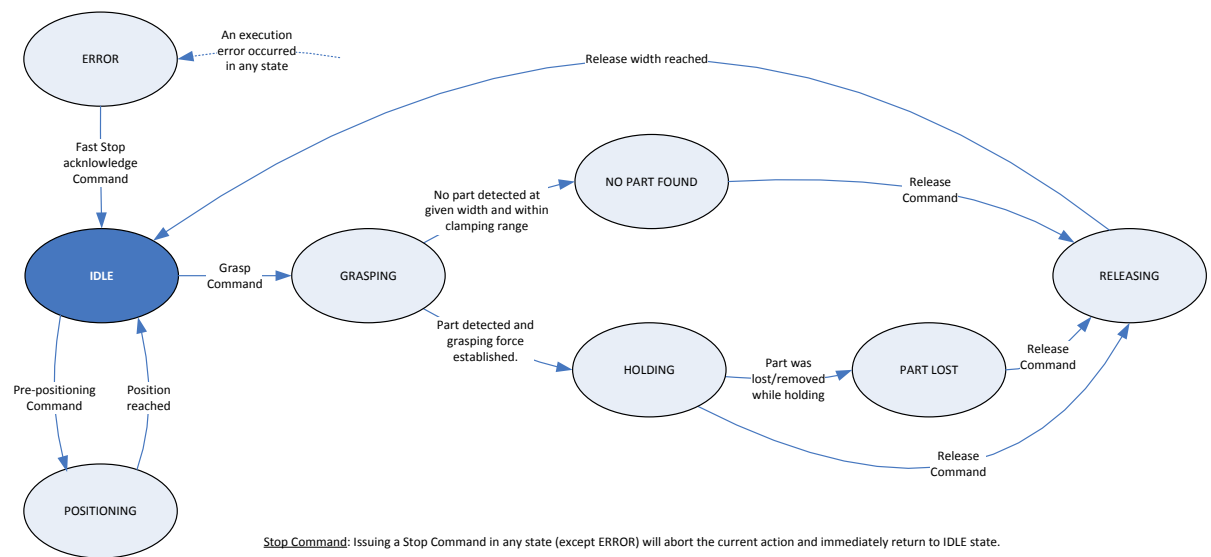 An execution
error occurred
in any state
ERROR
Release width reached
Fast Stop
acknowledge
Command
No part detected at
given width and within
clamping range
NO PART FOUND
Release
Command
IDLE
Grasp
Command
GRASPING
RELEASING
Part detected and
grasping force
established.
HOLDING
Part was
lost/removed
while holding
PART LOST
Release
Command
Pre-positioning
Command
Position
reached
Release
Command
POSITIONING
Stop Command: Issuing a Stop Command in any state (except ERROR) will abort the current action and immediately return to IDLE state.